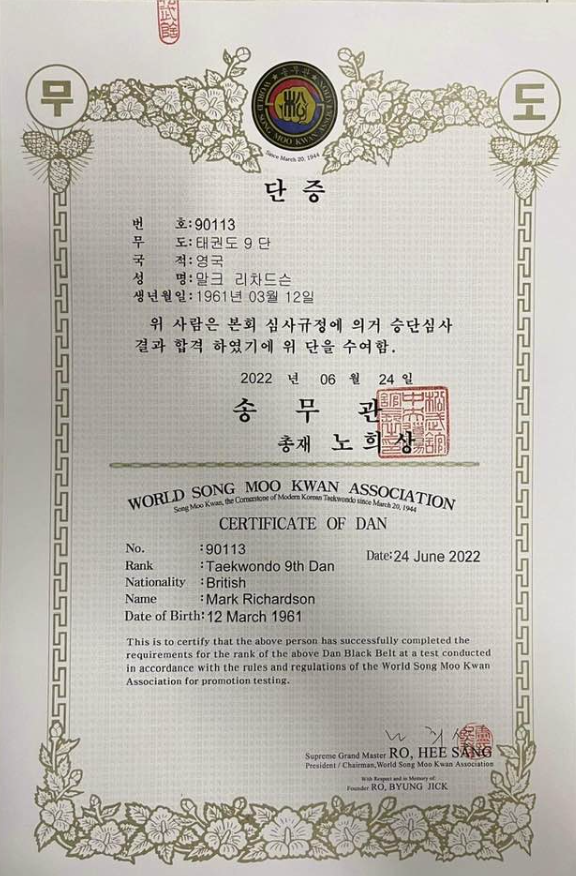 무
도
Since March 20, 1944
단 증
번 호:90113
무 도:태권도 9 단
국 적:영국
성 명:말크 리차드슨
생년월일:1961년 03월 12일
위 사람은 본회 심사규정에 의거 승단심사
결과 합격 하였기에 위 단을 수여함.
2022 년 06 월 24 일
송 무 관
총재 노 희 상
WORLD SONG MOO KWAN ASSOCIATION
Song Moo Kwan, the Cornerstone of Modern Korean Taekwondo since March 20, 1944
CERTIFICATE OF DAN
No. :90113
Date:24 June 2022
Rank :Taekwondo 9th Dan
Nationality :British
Name :Mark Richardson
Date of Birth:12 March 1961
This is to certify that the above person has successfully completed the
requirements for the rank of the above Dan Black Belt at a test conducted
in accordance with the rules and regulations of the World Song Moo Kwan
Association for promotion testing.
Supreme Grand Master RO, HEE SANG
President / Chairman, World Song Moo Kwan Association
With Respect and in Memory of
Founder RO, BYUNG JICK